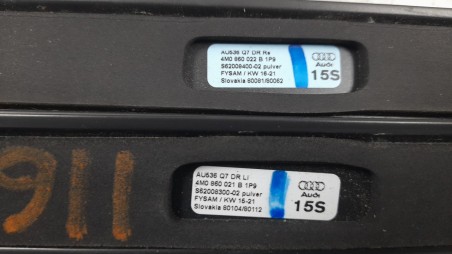 AU536 Q7 DR Re
4M0 860 022 B 1P9
S62008400-02 pulver
FYSAM / KW 16-21
Slovakia 60081/60062
Audi
15S
AU536 Q7 DR Li
4M0 860 021 B 1P9
S62008300-02 pulver
FYSAM / KW 16-21
Slovakia 60104/60112
Audi
15S
911